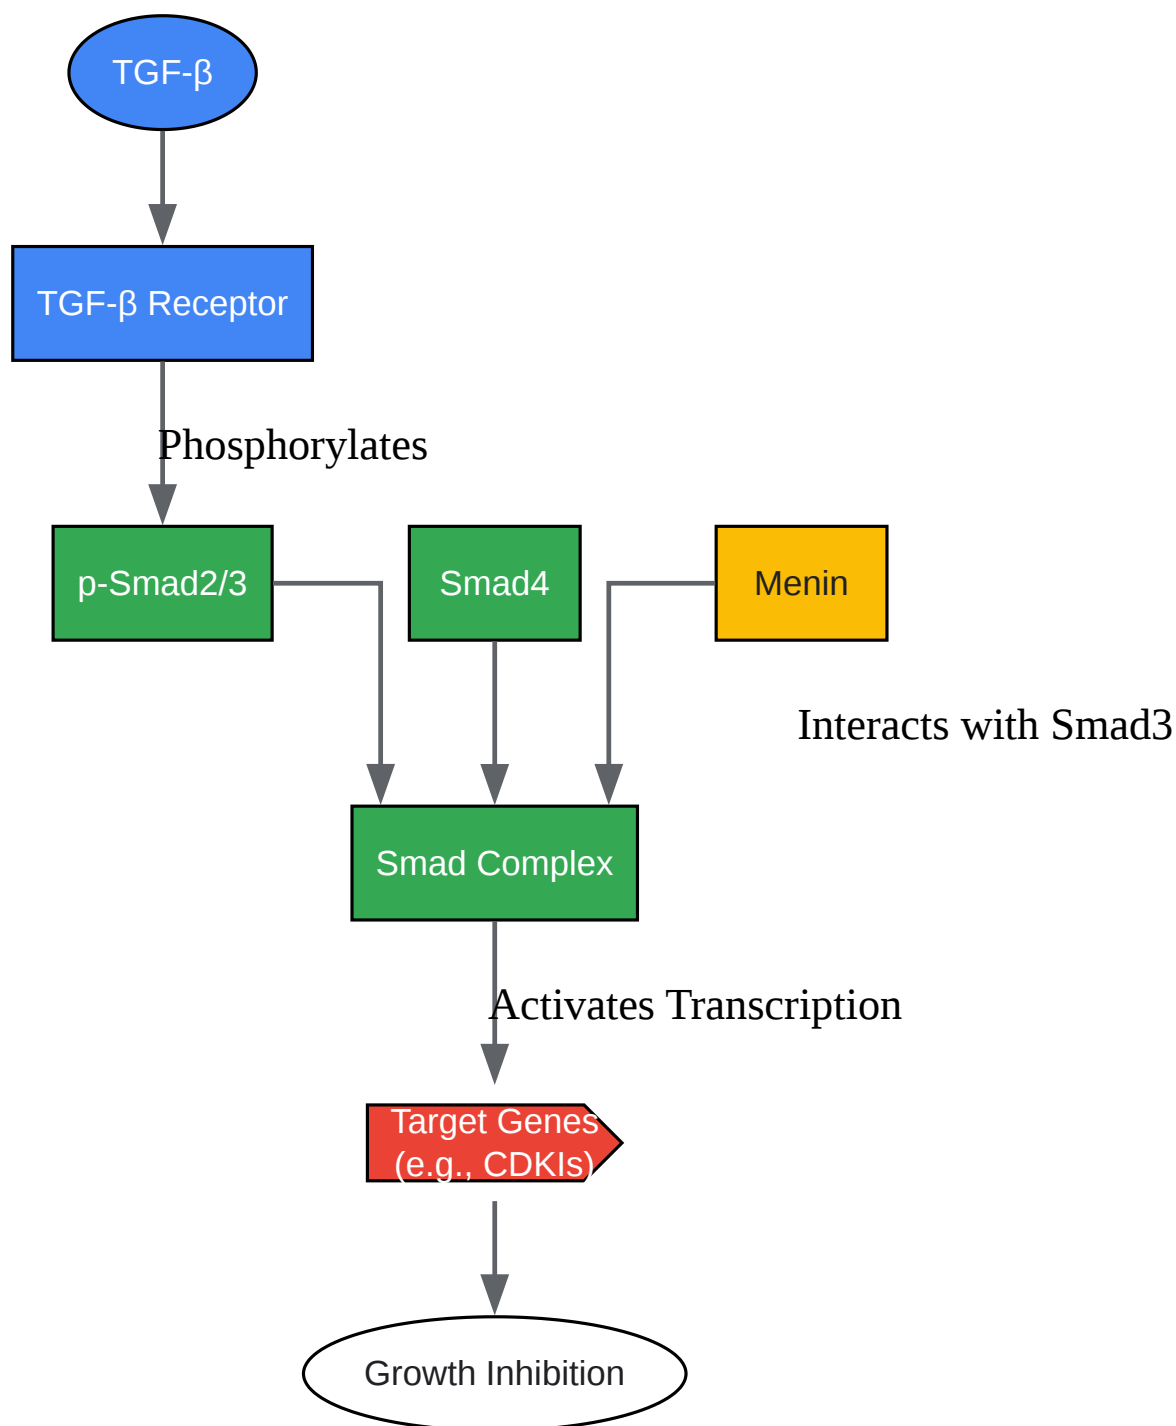 TGF-β
TGF-β Receptor
Phosphorylates
p-Smad2/3
Smad4
Menin
Interacts with Smad3
Smad Complex
Activates Transcription
Target Genes
(e.g., CDKIs)
Growth Inhibition